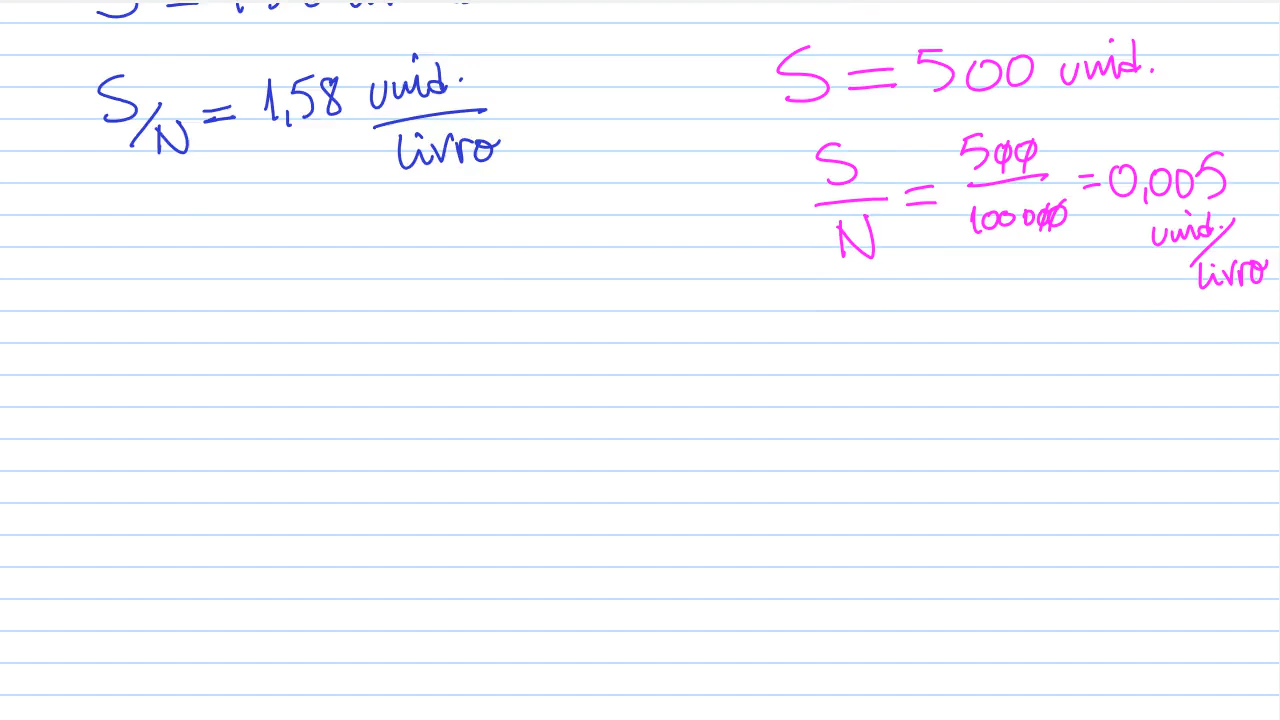 S/N = 1,58 unid./livro
S = 500 unid.
S/N = 500/100000 = 0,005 unid./livro